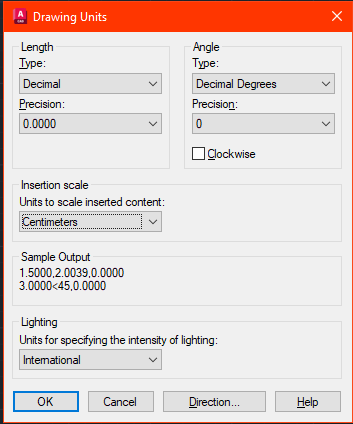 A
CAD
Drawing Units
Length
Type:
Decimal
Precision:
0.0000
Angle
Type:
Decimal Degrees
Precision:
0
Clockwise
Insertion scale
Units to scale inserted content:
Centimeters
Sample Output
1.5000,2.0039,0.0000
3.0000<45,0.0000
Lighting
Units for specifying the intensity of lighting:
International
OK
Cancel
Direction...
Help